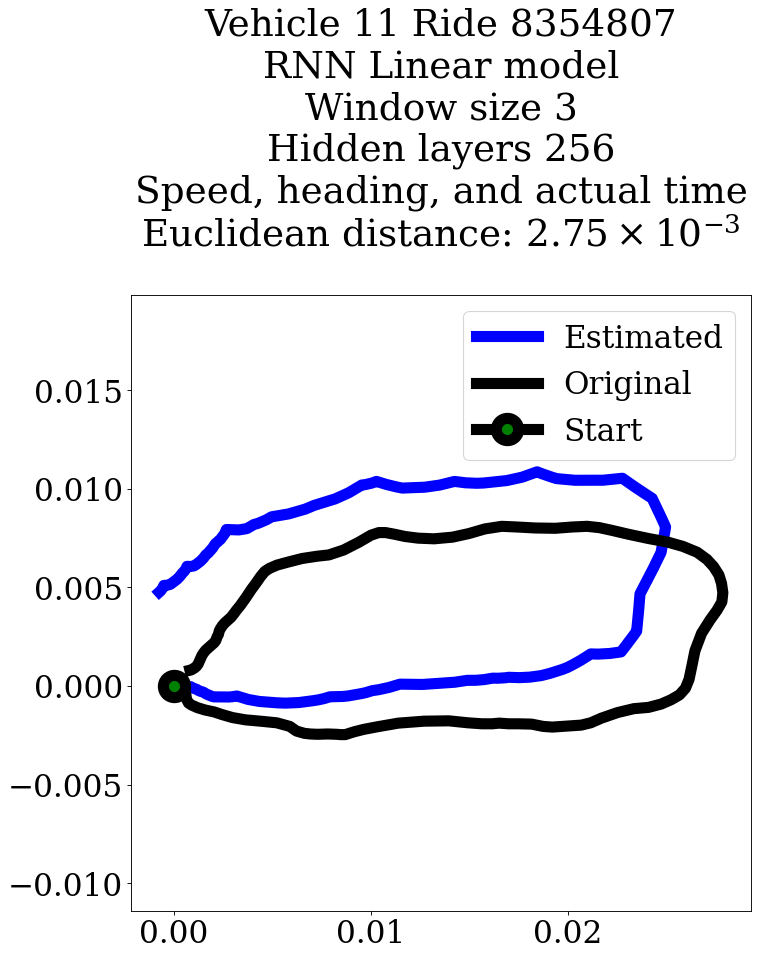 Vehicle 11 Ride 8354807
RNN Linear model
Window size 3
Hidden layers 256
Speed, heading, and actual time
Euclidean distance: 2.75 × 10⁻³
Estimated
Original
Start
0.015
0.010
0.005
0.000
−0.005
−0.010
0.00 0.01 0.02